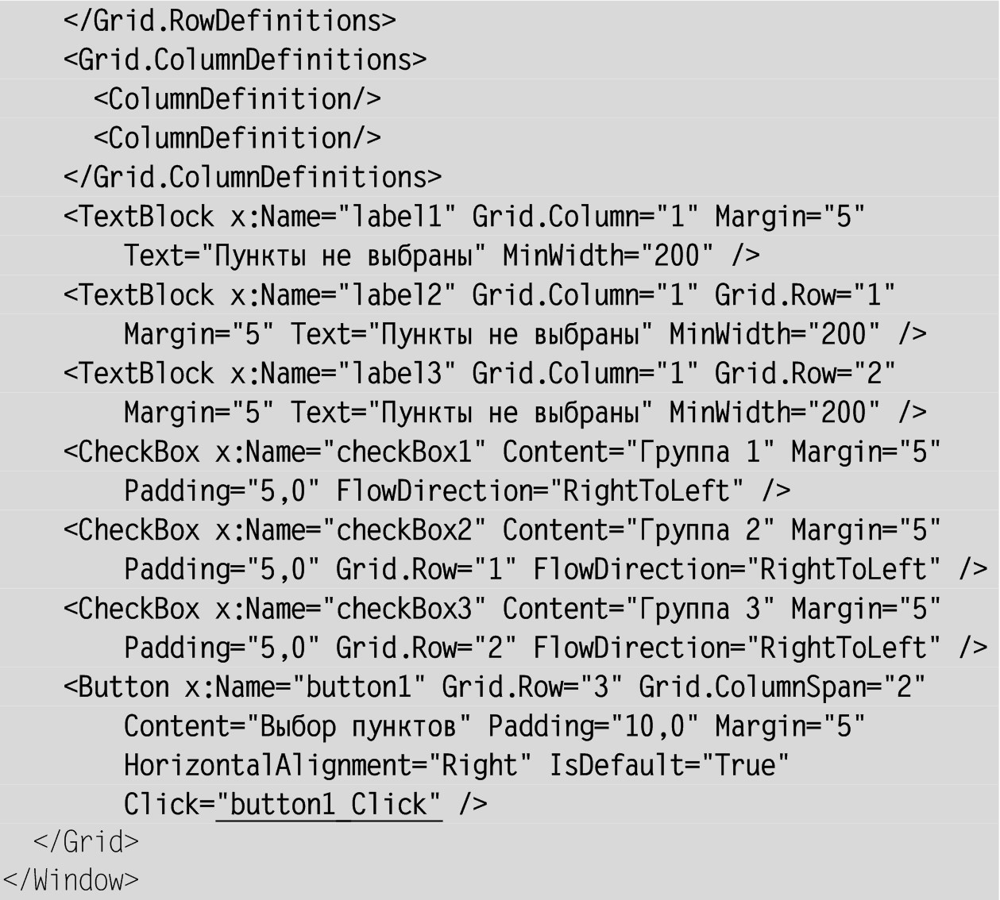 </Grid.RowDefinitions>
<Grid.ColumnDefinitions>
<ColumnDefinition/>
<ColumnDefinition/>
</Grid.ColumnDefinitions>
<TextBlock x:Name="label1" Grid.Column="1" Margin="5"
Text="Пункты не выбраны" MinWidth="200" />
<TextBlock x:Name="label2" Grid.Column="1" Grid.Row="1"
Margin="5" Text="Пункты не выбраны" MinWidth="200" />
<TextBlock x:Name="label3" Grid.Column="1" Grid.Row="2"
Margin="5" Text="Пункты не выбраны" MinWidth="200" />
<CheckBox x:Name="checkBox1" Content="Группа 1" Margin="5"
Padding="5,0" FlowDirection="RightToLeft" />
<CheckBox x:Name="checkBox2" Content="Группа 2" Margin="5"
Padding="5,0" Grid.Row="1" FlowDirection="RightToLeft" />
<CheckBox x:Name="checkBox3" Content="Группа 3" Margin="5"
Padding="5,0" Grid.Row="2" FlowDirection="RightToLeft" />
<Button x:Name="button1" Grid.Row="3" Grid.ColumnSpan="2"
Content="Выбор пунктов" Padding="10,0" Margin="5"
HorizontalAlignment="Right" IsDefault="True"
Click="button1_Click" />
</Grid>
</Window>